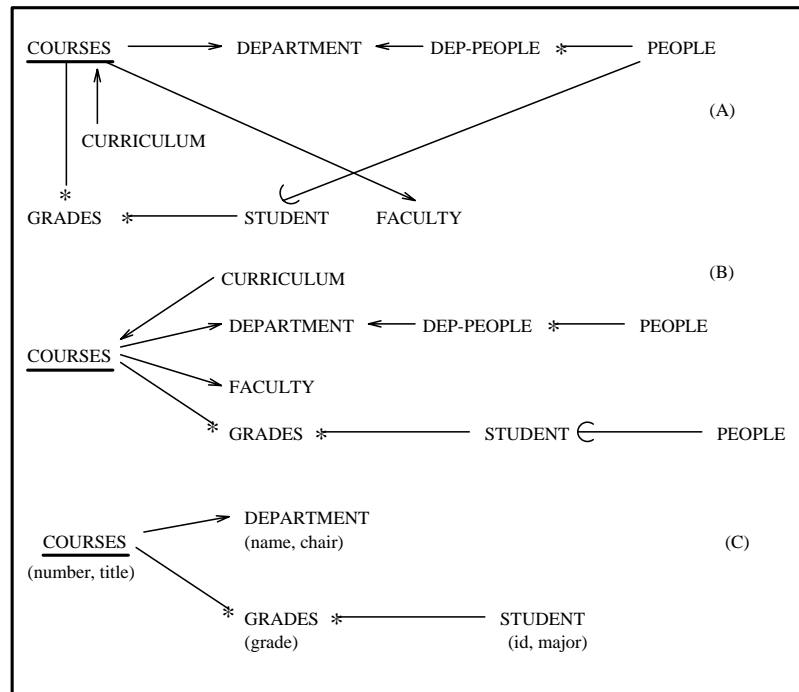 COURSES DEPARTMENT DEP-PEOPLE * PEOPLE
(A)
CURRICULUM
*
GRADES * STUDENT FACULTY
CURRICULUM (B)
DEPARTMENT DEP-PEOPLE * PEOPLE
COURSES
FACULTY
* GRADES * STUDENT PEOPLE
DEPARTMENT
COURSES (name, chair) (C)
(number, title)
* GRADES * STUDENT
(grade) (id, major)